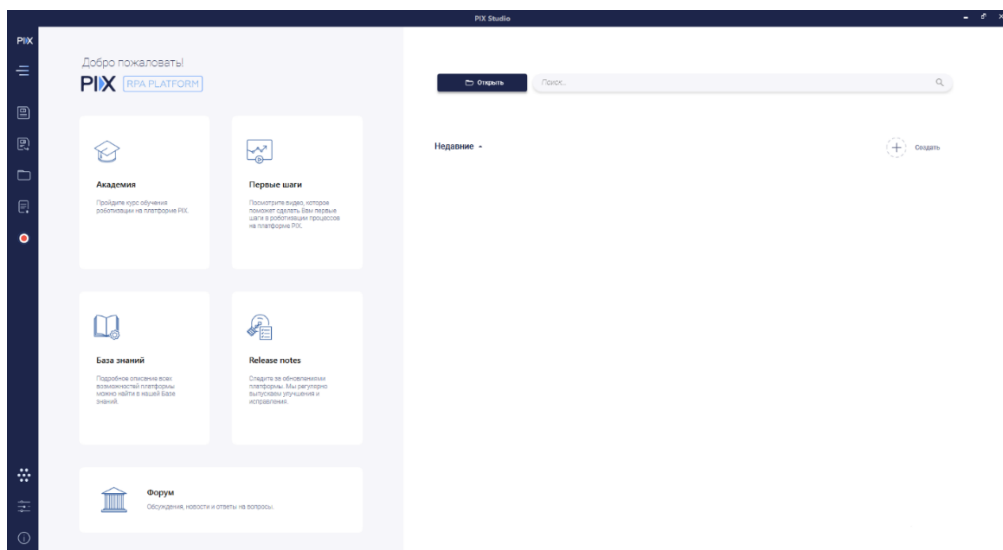 PIX Studio
PIX
Добро пожаловать!
PIX RPA PLATFORM
Открыть
Поиск..
Недавние
Создать
Академия
Пройдите курс обучения
роботизации на платформе PIX.
Первые шаги
Посмотрите видео, которое
поможет сделать Вам первые
шаги в роботизации процессов
на платформе PIX.
База знаний
Подробное описание всех
возможностей платформы
можно найти в нашей Базе
знаний.
Release notes
Следите за обновлениями
платформы. Мы регулярно
выпускаем улучшения и
исправления.
Форум
Обсуждения, новости и ответы на вопросы.